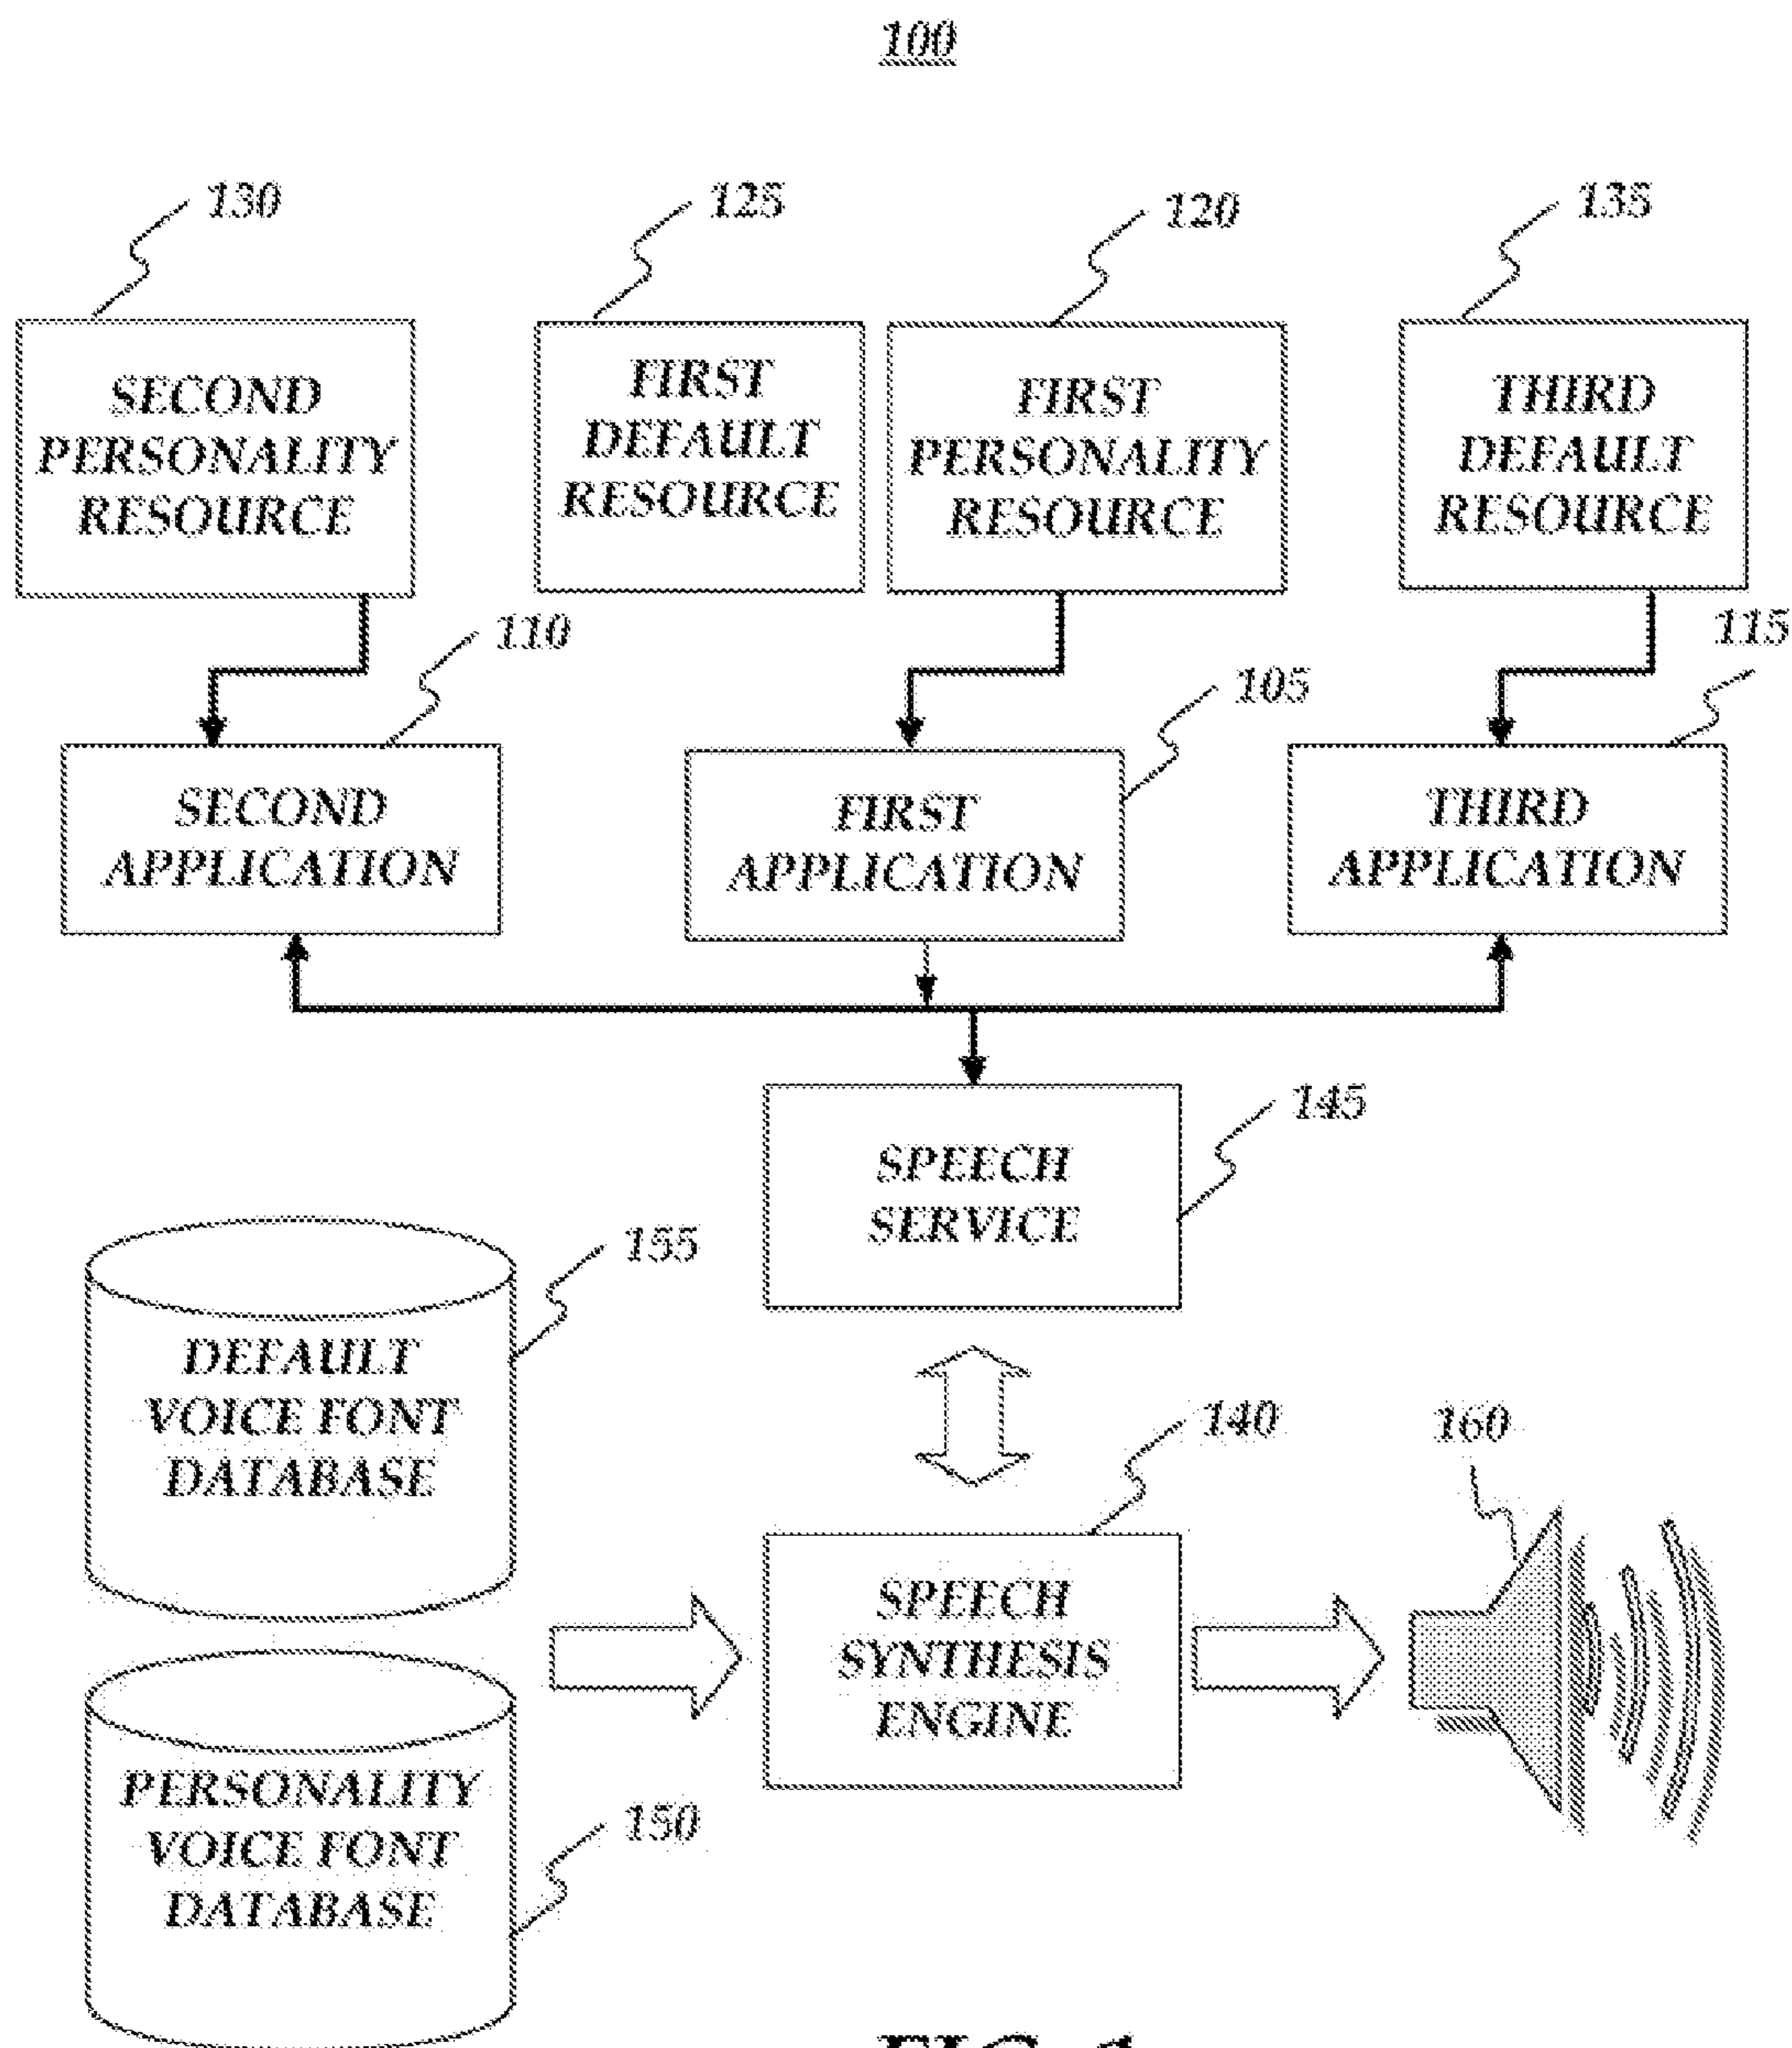 100
130
125
120
135
SECOND
PERSONALITY
RESOURCE
FIRST
DEFAULT
RESOURCE
FIRST
PERSONALITY
RESOURCE
THIRD
DEFAULT
RESOURCE
110
105
115
SECOND
APPLICATION
FIRST
APPLICATION
THIRD
APPLICATION
145
SPEECH
SERVICE
155
DEFAULT
VOICE FONT
DATABASE
140
160
SPEECH
SYNTHESIS
ENGINE
PERSONALITY
VOICE FONT
DATABASE
150
FIG. 1